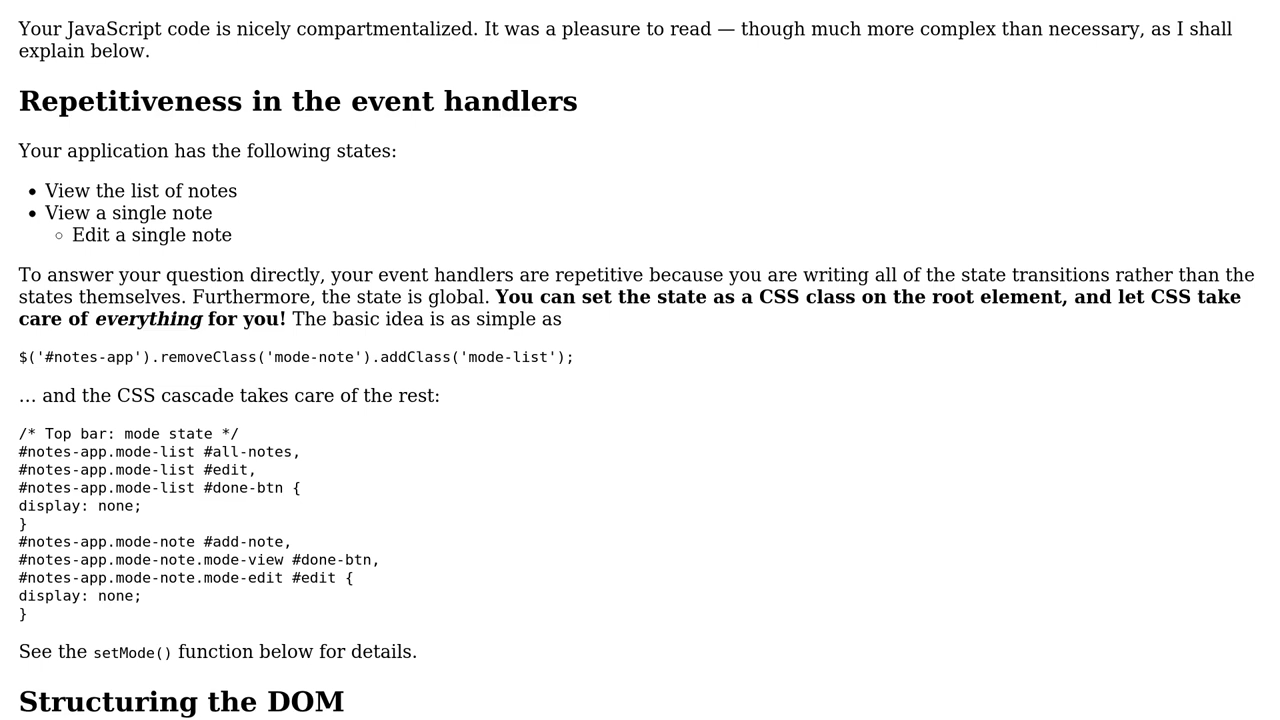 Your JavaScript code is nicely compartmentalized. It was a pleasure to read — though much more complex than necessary, as I shall
explain below.
Repetitiveness in the event handlers
Your application has the following states:
• View the list of notes
• View a single note
◦ Edit a single note
To answer your question directly, your event handlers are repetitive because you are writing all of the state transitions rather than the
states themselves. Furthermore, the state is global. You can set the state as a CSS class on the root element, and let CSS take
care of everything for you! The basic idea is as simple as
$('#notes-app').removeClass('mode-note').addClass('mode-list');
… and the CSS cascade takes care of the rest:
/* Top bar: mode state */
#notes-app.mode-list #all-notes,
#notes-app.mode-list #edit,
#notes-app.mode-list #done-btn {
display: none;
}
#notes-app.mode-note #add-note,
#notes-app.mode-note.mode-view #done-btn,
#notes-app.mode-note.mode-edit #edit {
display: none;
}
See the setMode() function below for details.
Structuring the DOM